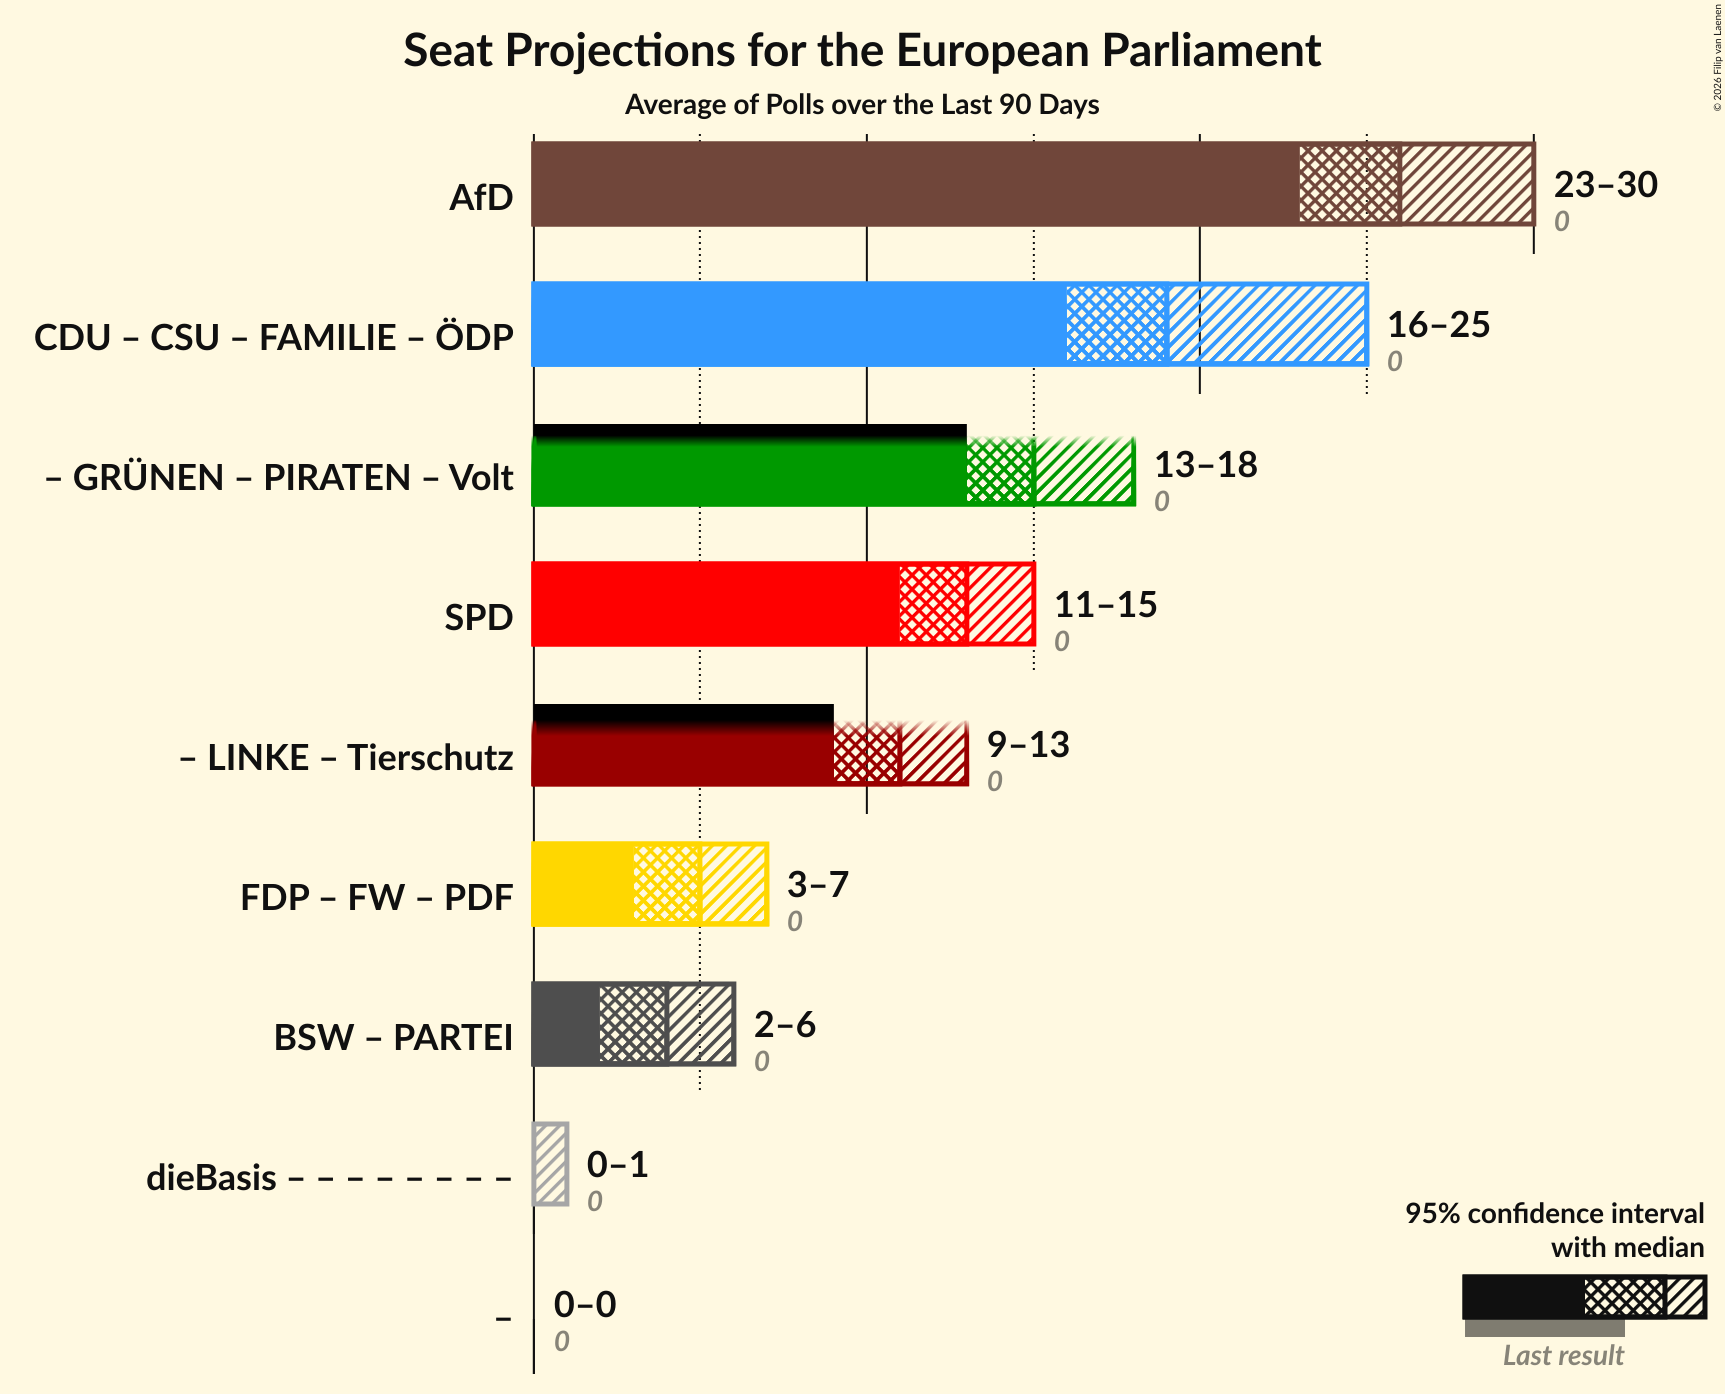 Seat Projections for the European Parliament
Average of Polls over the Last 90 Days
© 2026 Filip van Laenen
AfD
23–30
0
CDU – CSU – FAMILIE – ÖDP
16–25
0
– GRÜNEN – PIRATEN – Volt
13–18
0
SPD
11–15
0
– LINKE – Tierschutz
9–13
0
FDP – FW – PDF
3–7
0
BSW – PARTEI
2–6
0
dieBasis – – – – – – – –
0–1
0
–
0–0
0
95% confidence interval
with median
Last result